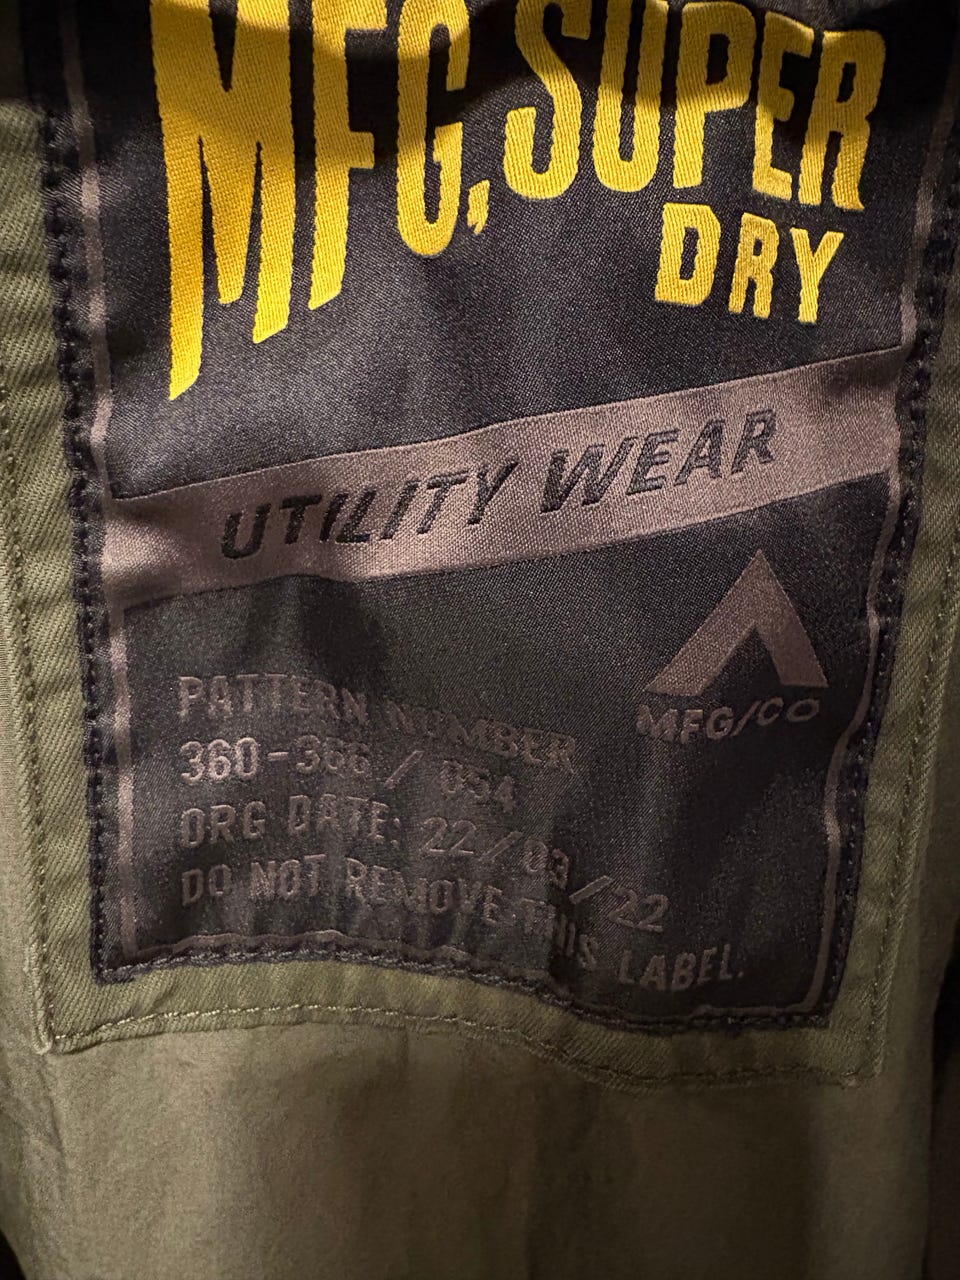 MFG, SUPER
DRY
UTILITY WEAR
MFG/CO
PATTERN NUMBER
360-366 / 054
ORG DATE: 22/03/22
DO NOT REMOVE THIS LABEL.